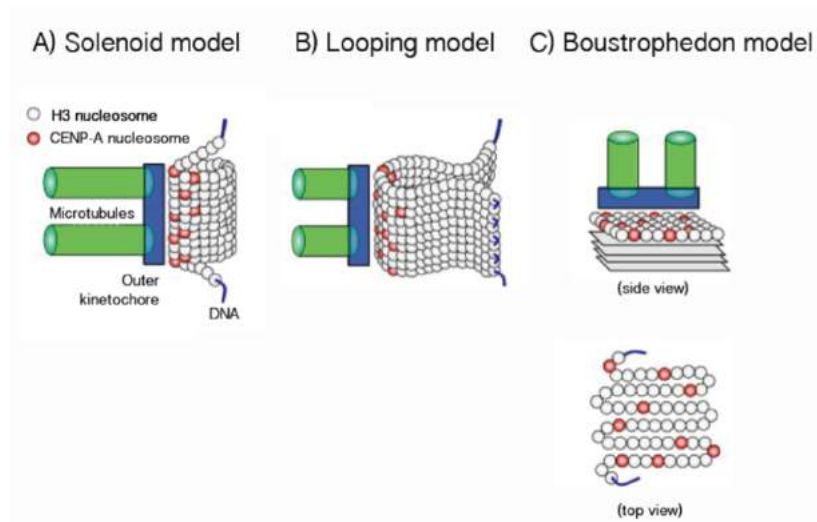 A) Solenoid model
B) Looping model
C) Boustrophedon model
H3 nucleosome
CENP-A nucleosome
Microtubules
Outer
kinetochore
DNA
(side view)
(top view)